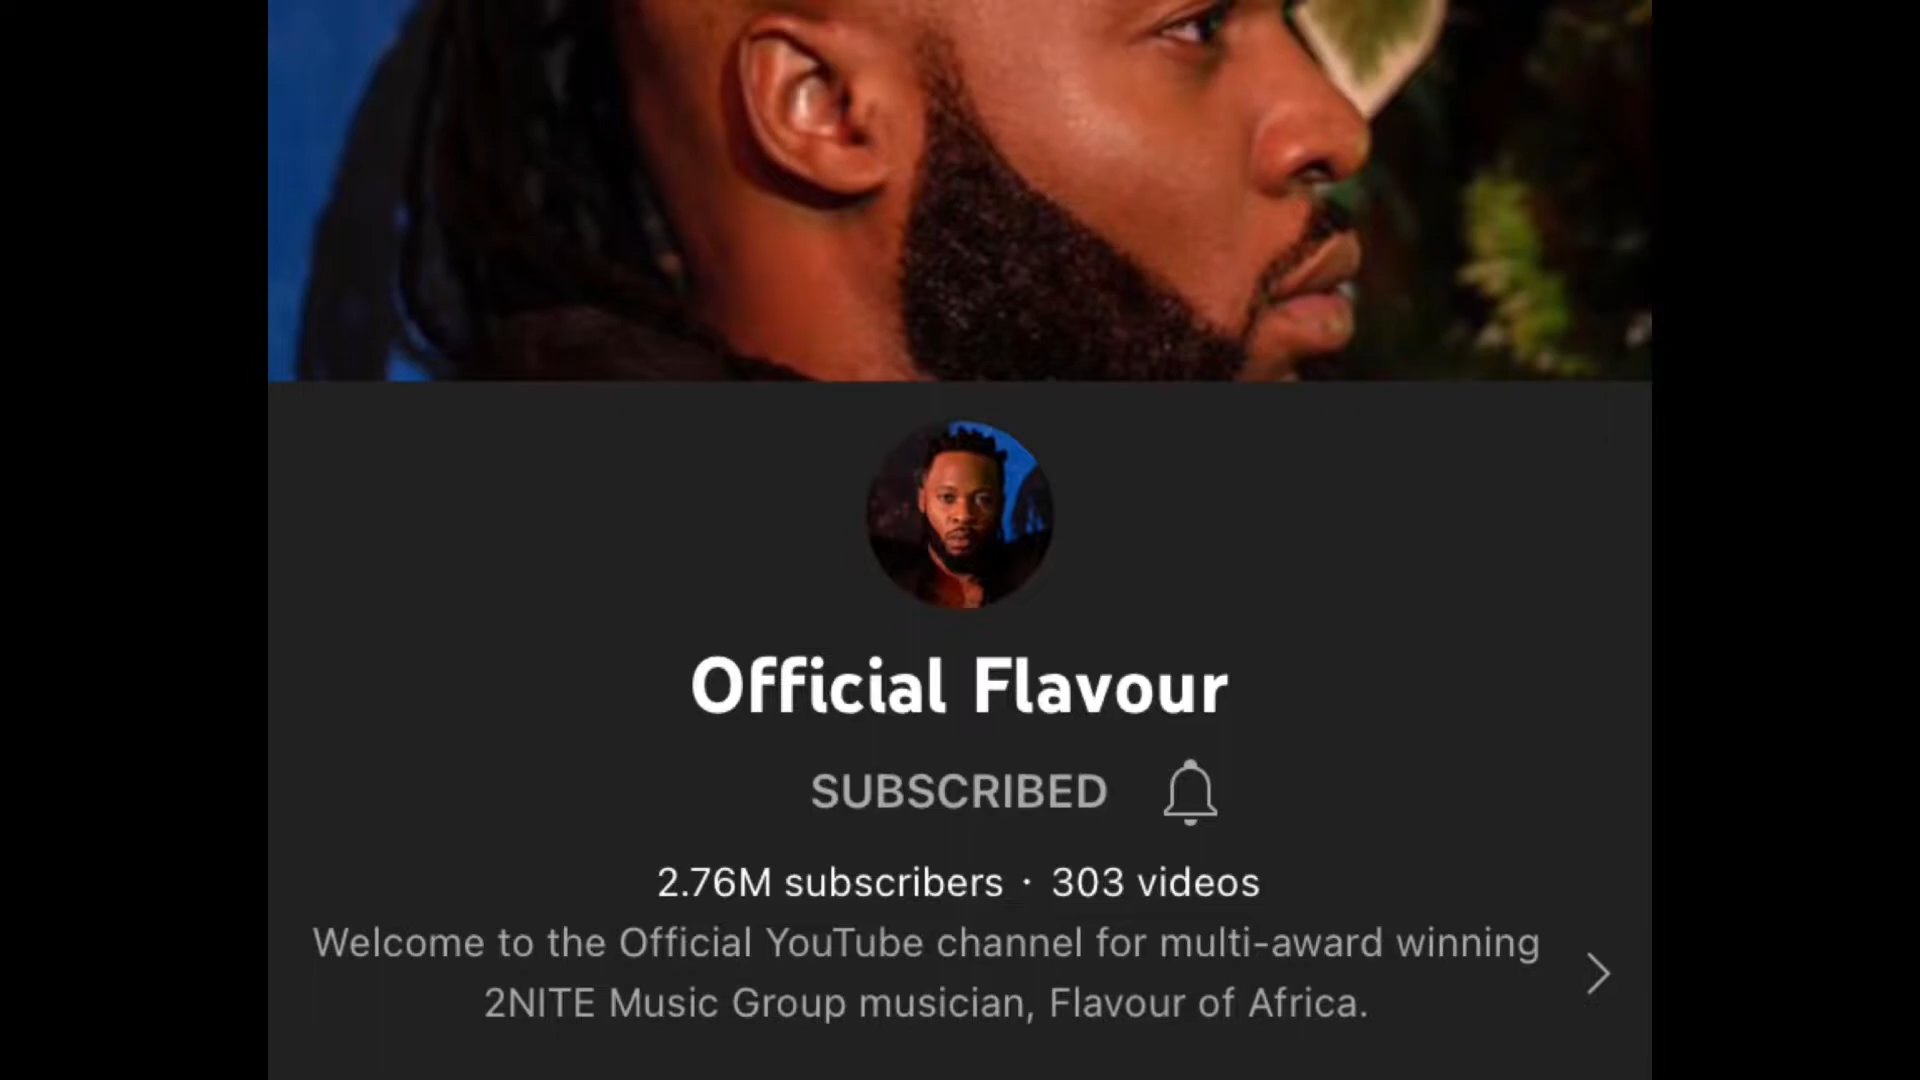 Official Flavour
SUBSCRIBED
2.76M subscribers · 303 videos
Welcome to the Official YouTube channel for multi-award winning
2NITE Music Group musician, Flavour of Africa.